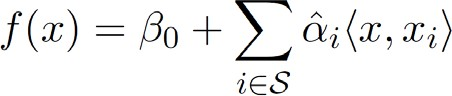 f(x) = β₀ + ∑_{i∈𝒮} α̂ᵢ⟨x, xᵢ⟩